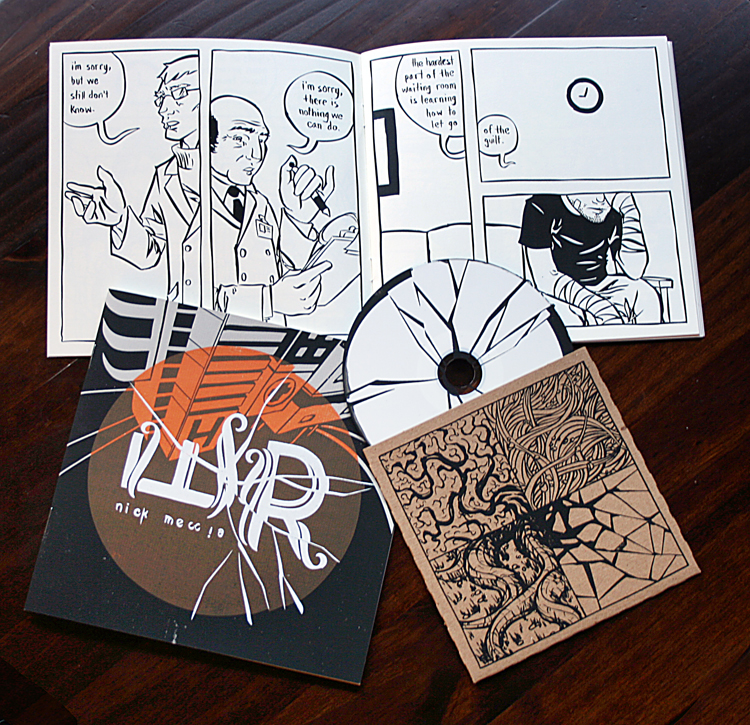 i'm sorry,
but we
still don't
know.
i'm sorry,
there is
nothing we
can do.
the hardest
part of the
waiting room
is learning
how to
let go
of the
guilt.
H
nick meccia